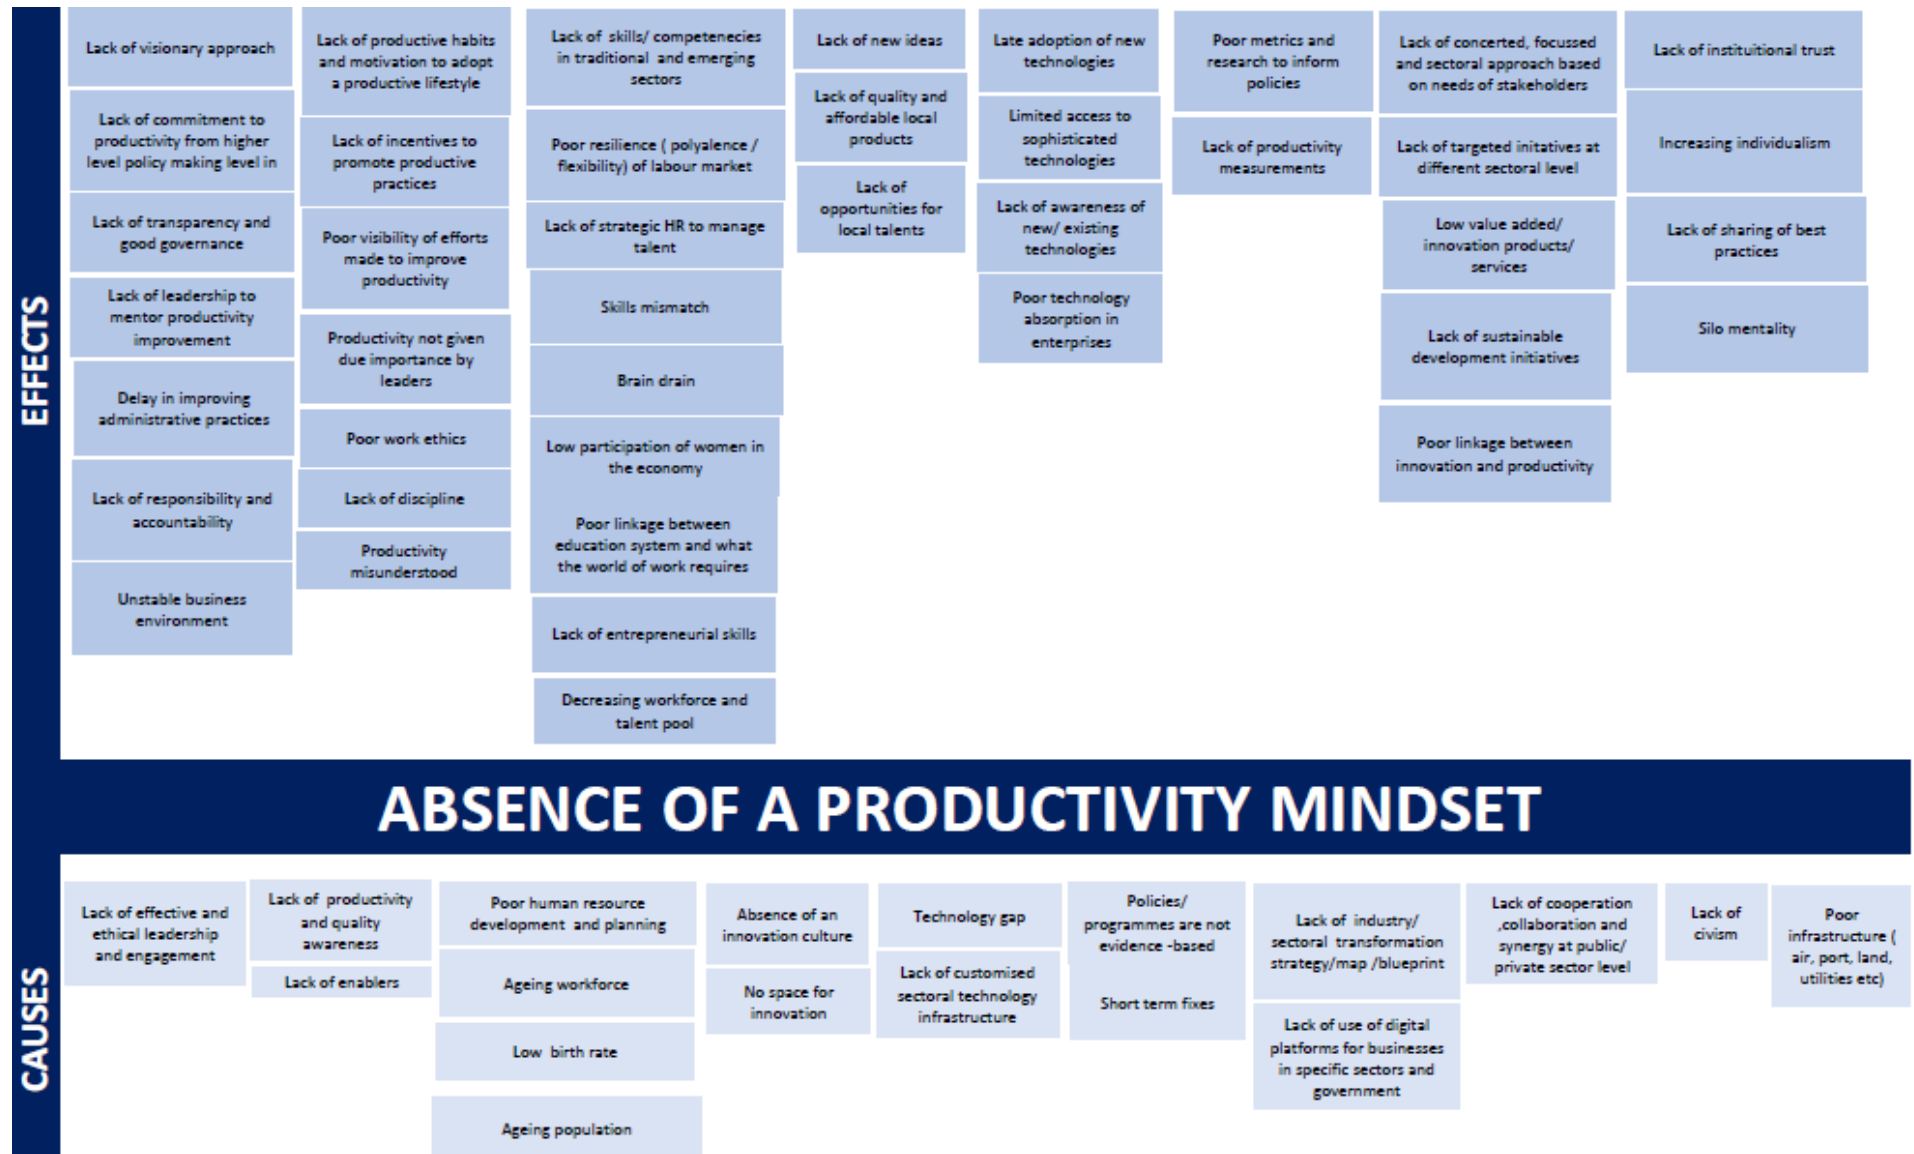 EFFECTS
Lack of visionary approach
Lack of commitment to
productivity from higher
level policy making level in
Lack of transparency and
good governance
Lack of leadership to
mentor productivity
improvement
Delay in improving
administrative practices
Lack of responsibility and
accountability
Unstable business
environment
Lack of productive habits
and motivation to adopt
a productive lifestyle
Lack of incentives to
promote productive
practices
Poor visibility of efforts
made to improve
productivity
Productivity not given
due importance by
leaders
Poor work ethics
Lack of discipline
Productivity
misunderstood
Lack of skills/ competenecies
in traditional and emerging
sectors
Poor resilience ( polyalence /
flexibility) of labour market
Lack of strategic HR to manage
talent
Skills mismatch
Brain drain
Low participation of women in
the economy
Poor linkage between
education system and what
the world of work requires
Lack of entrepreneurial skills
Decreasing workforce and
talent pool
Lack of new ideas
Lack of quality and
affordable local
products
Lack of
opportunities for
local talents
Late adoption of new
technologies
Limited access to
sophisticated
technologies
Lack of awareness of
new/ existing
technologies
Poor technology
absorption in
enterprises
Poor metrics and
research to inform
policies
Lack of productivity
measurements
Lack of concerted, focussed
and sectoral approach based
on needs of stakeholders
Lack of targeted initatives at
different sectoral level
Low value added/
innovation products/
services
Lack of sustainable
development initiatives
Poor linkage between
innovation and productivity
Lack of instituitional trust
Increasing individualism
Lack of sharing of best
practices
Silo mentality
ABSENCE OF A PRODUCTIVITY MINDSET
CAUSES
Lack of effective and
ethical leadership
and engagement
Lack of productivity
and quality
awareness
Lack of enablers
Poor human resource
development and planning
Ageing workforce
Low birth rate
Ageing population
Absence of an
innovation culture
No space for
innovation
Technology gap
Lack of customised
sectoral technology
infrastructure
Policies/
programmes are not
evidence -based
Short term fixes
Lack of industry/
sectoral transformation
strategy/map /blueprint
Lack of use of digital
platforms for businesses
in specific sectors and
government
Lack of cooperation
,collaboration and
synergy at public/
private sector level
Lack of
civism
Poor
infrastructure (
air, port, land,
utilities etc)